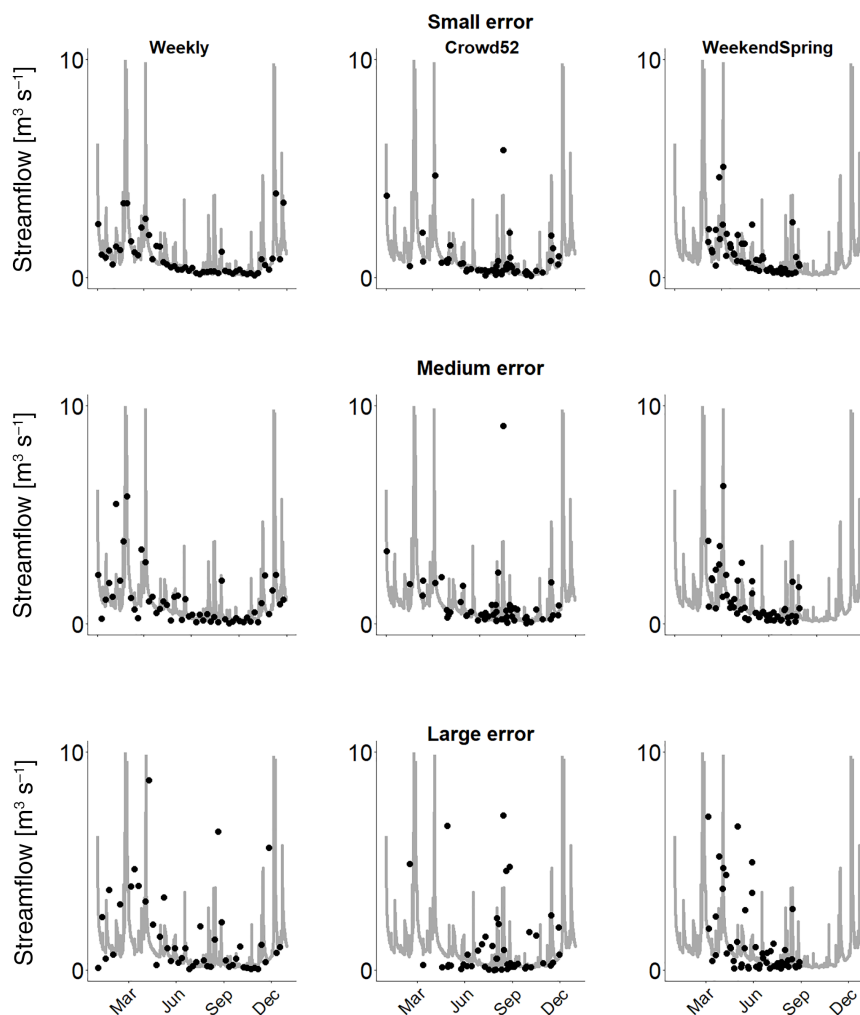 Small error
Weekly Crowd52 WeekendSpring
Streamflow [m³ s⁻¹]
10 10 10
0 0 0
Medium error
Streamflow [m³ s⁻¹]
10 10 10
0 0 0
Large error
Streamflow [m³ s⁻¹]
10 10 10
0 0 0
Mar Jun Sep Dec Mar Jun Sep Dec Mar Jun Sep Dec